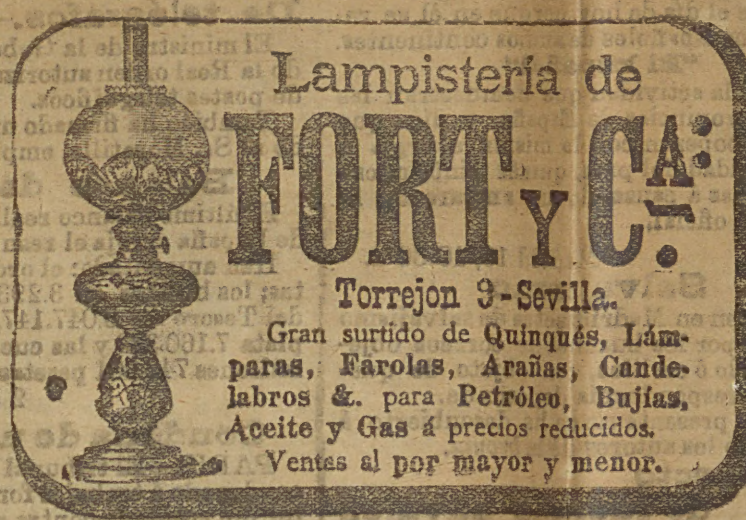 Lampistería de
FORT Y C.ª
Torrejon 9-Sevilla.
Gran surtido de Quinqués, Lám-
paras, Farolas, Arañas, Cande-
labros &. para Petróleo, Bujías,
Aceite y Gas á precios reducidos.
Ventas al por mayor y menor.